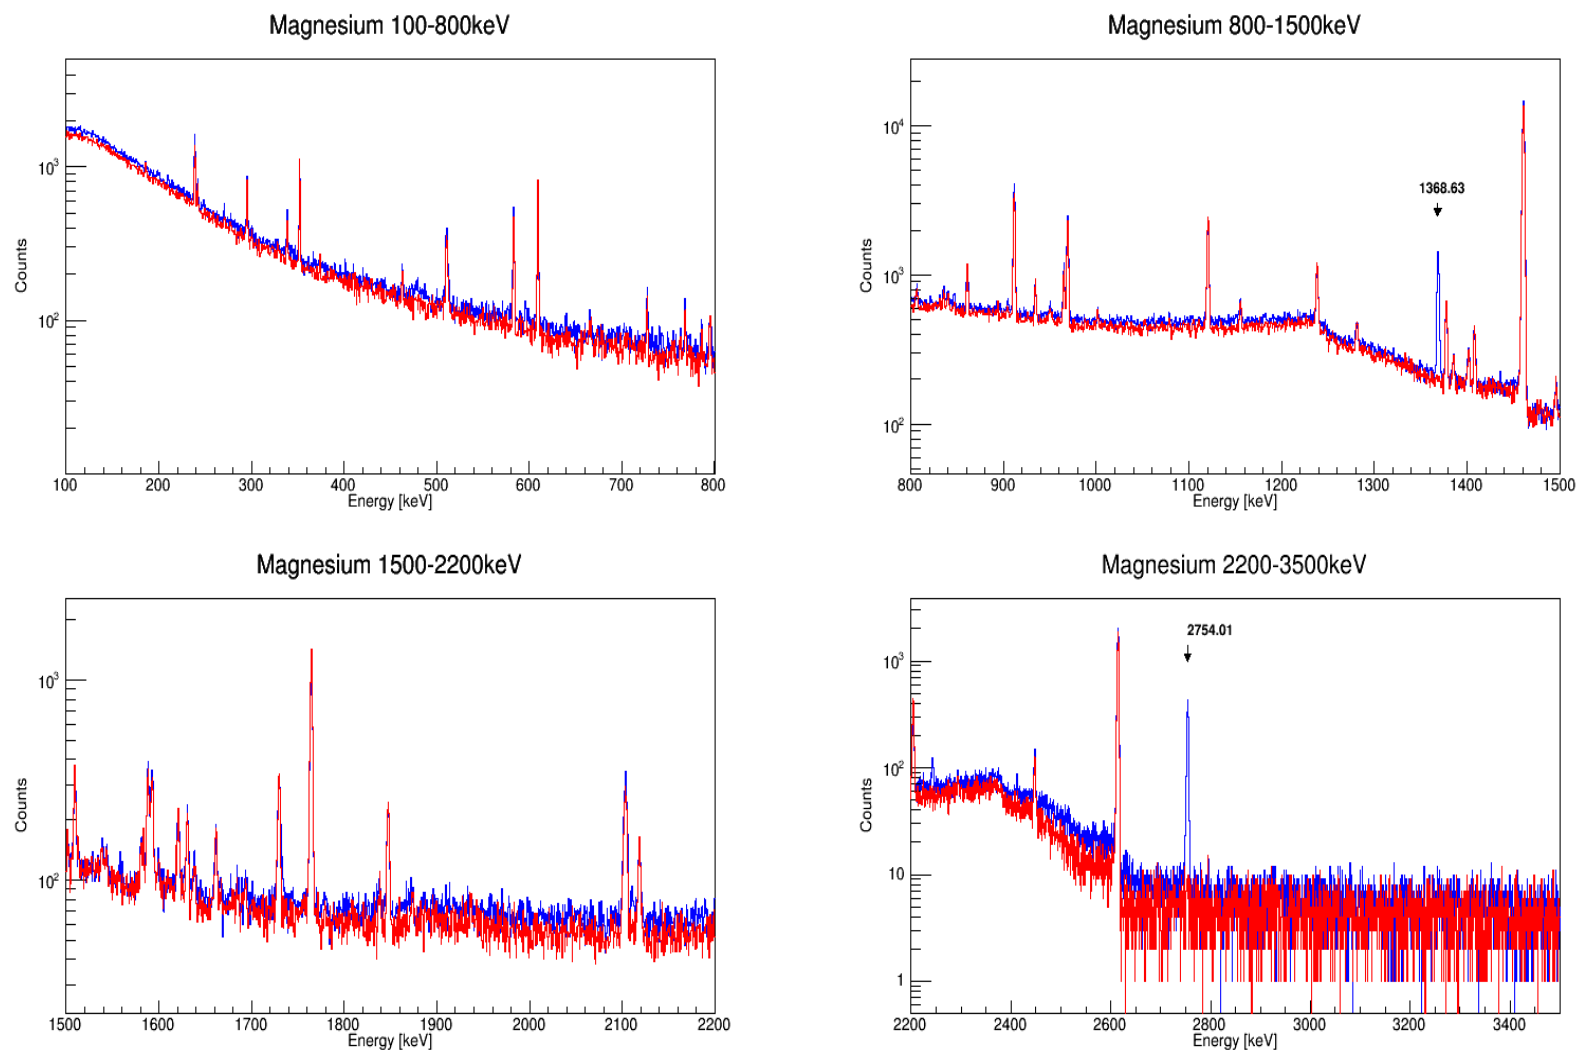 Magnesium 100-800keV
Counts
10³
10²
100 200 300 400 500 600 700 800
Energy [keV]
Magnesium 800-1500keV
Counts
10⁴
10³
10²
1368.63
800 900 1000 1100 1200 1300 1400 1500
Energy [keV]
Magnesium 1500-2200keV
Counts
10³
10²
1500 1600 1700 1800 1900 2000 2100 2200
Energy [keV]
Magnesium 2200-3500keV
Counts
10³
10²
10
1
2754.01
2200 2400 2600 2800 3000 3200 3400
Energy [keV]